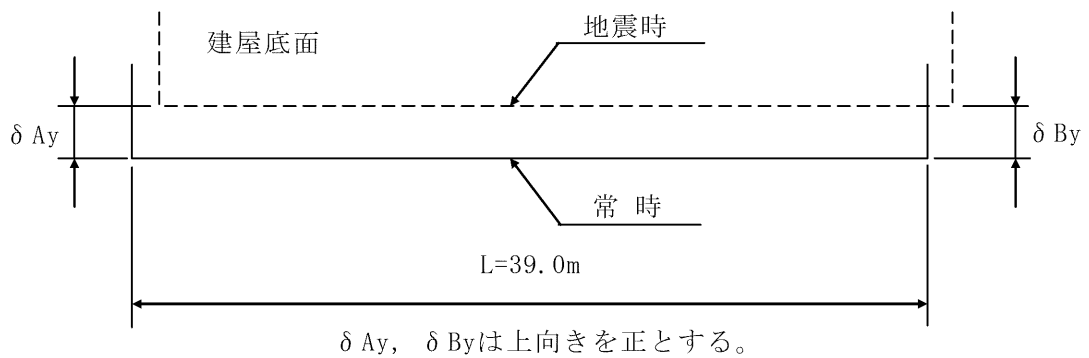 地震時
建屋底面
δAy
δBy
常 時
L=39.0m
δAy, δByは上向きを正とする。